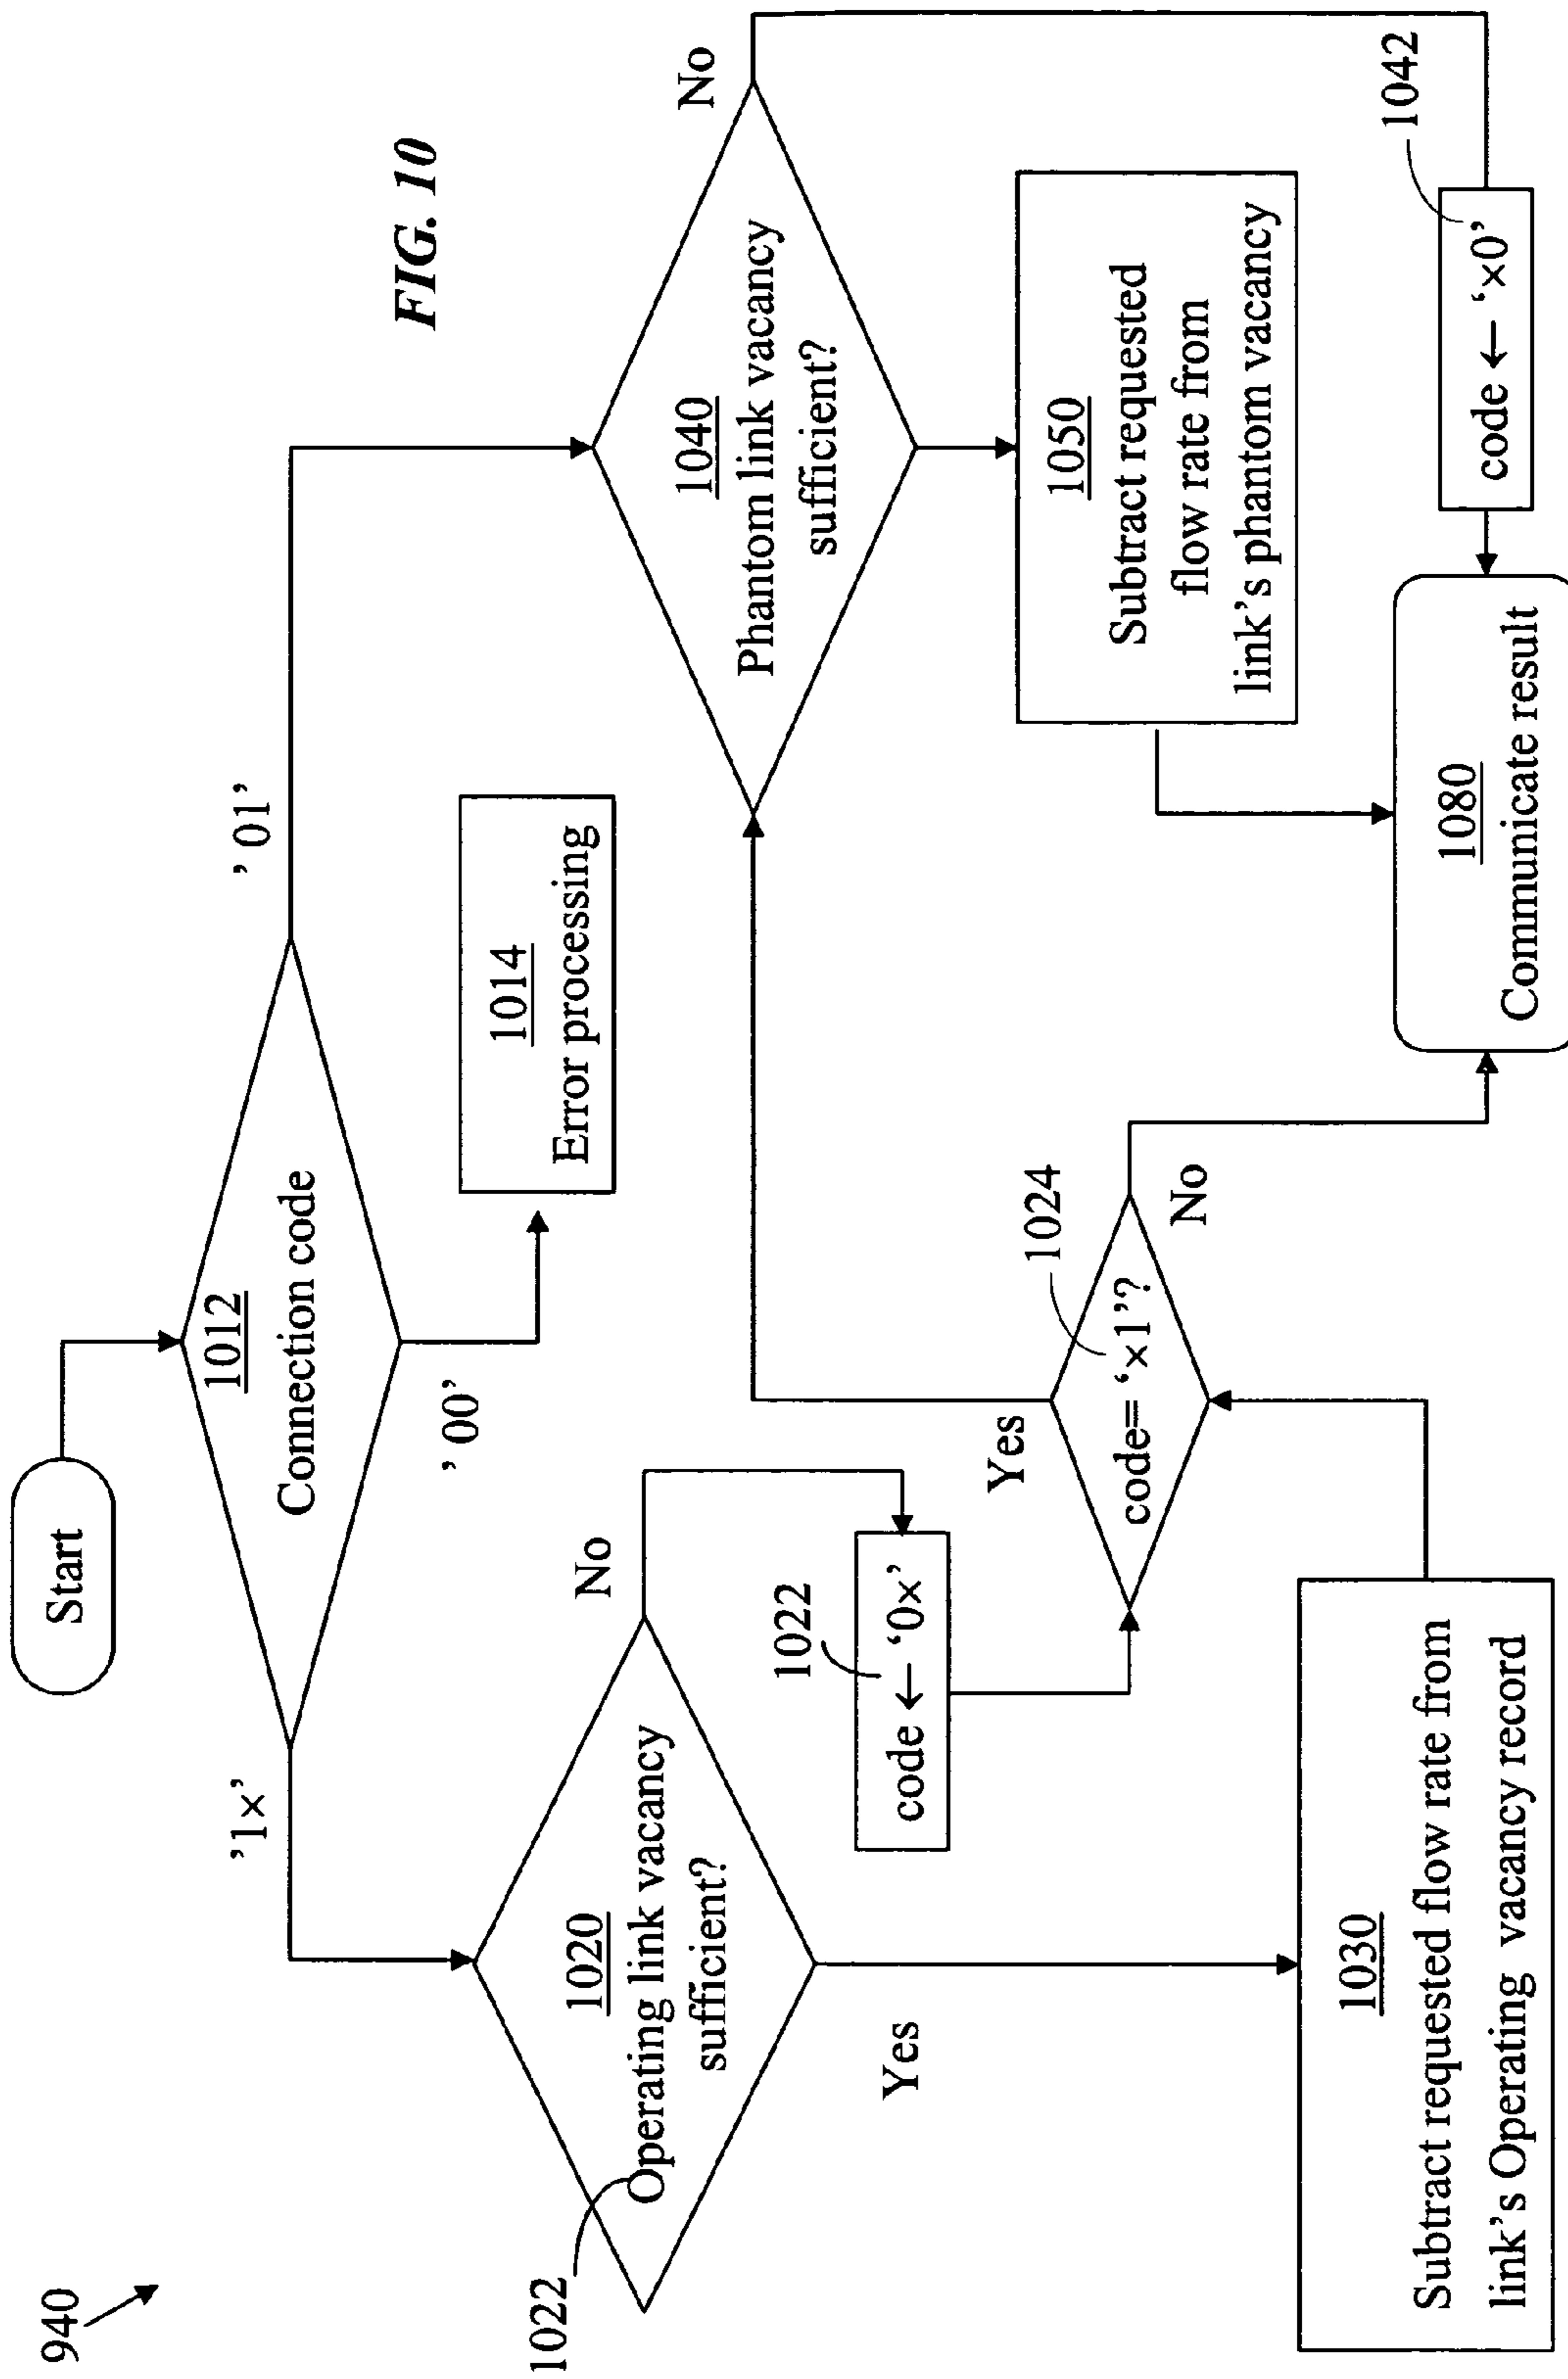 940
FIG. 10
Start
1012
Connection code
'1×'
'00'
'01'
1014
Error processing
1022
1020
Operating link vacancy
sufficient?
No
Yes
1022
code ← ‘0×’
1030
Subtract requested flow rate from
link's Operating vacancy record
1024
code= ‘×1’?
Yes
No
1040
Phantom link vacancy
sufficient?
No
1050
Subtract requested
flow rate from
link's phantom vacancy
1042
code ← ‘×0’
1080
Communicate result